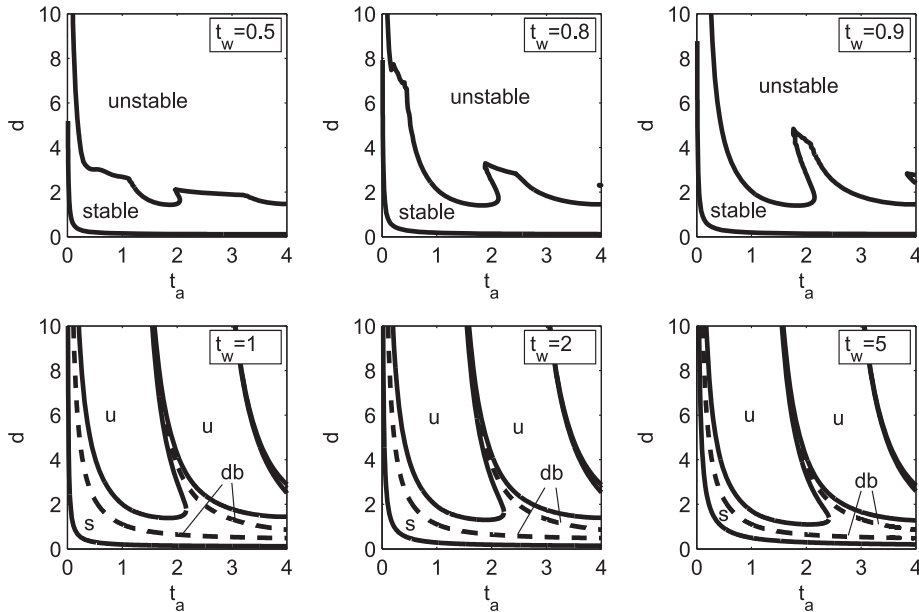 10
8
6
4
2
0
d
t_w=0.5
unstable
stable
0 1 2 3 4
t_a
10
8
6
4
2
0
d
t_w=0.8
unstable
stable
0 1 2 3 4
t_a
10
8
6
4
2
0
d
t_w=0.9
unstable
stable
0 1 2 3 4
t_a
10
8
6
4
2
0
d
t_w=1
u
u
db
s
0 1 2 3 4
t_a
10
8
6
4
2
0
d
t_w=2
u
u
db
s
0 1 2 3 4
t_a
10
8
6
4
2
0
d
t_w=5
u
u
db
s
0 1 2 3 4
t_a